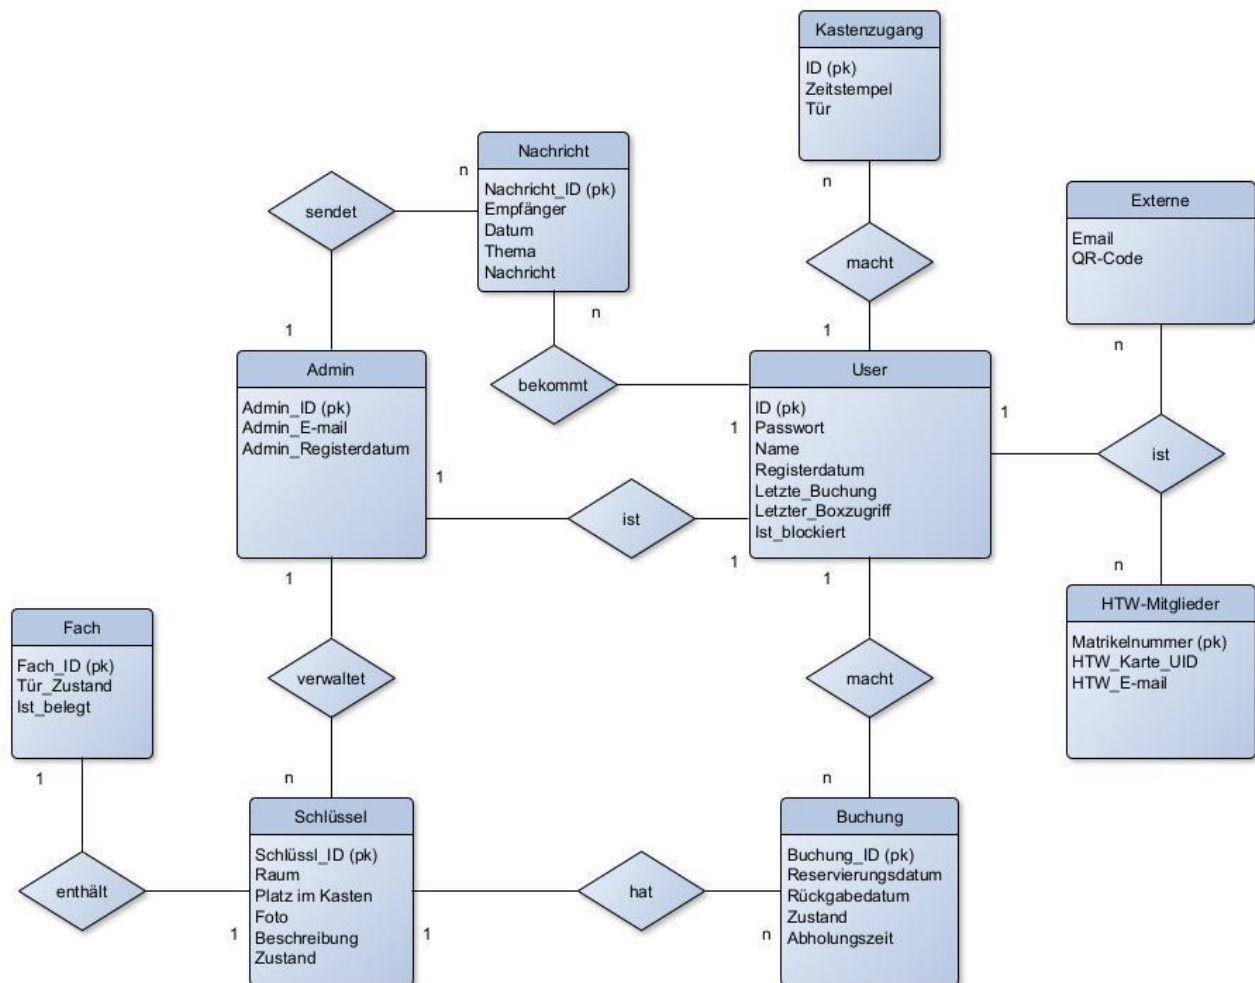 Kastenzugang
ID (pk)
Zeitstempel
Tür
Nachricht
Nachricht_ID (pk)
Empfänger
Datum
Thema
Nachricht
n
sendet
n
Externe
Email
QR-Code
macht
n
1
1
n
Admin
Admin_ID (pk)
Admin_E-mail
Admin_Registerdatum
bekommt
User
ID (pk)
Passwort
Name
Registerdatum
Letzte_Buchung
Letzter_Boxzugriff
Ist_blockiert
1
1
ist
1
ist
1
1
1
n
HTW-Mitglieder
Matrikelnummer (pk)
HTW_Karte_UID
HTW_E-mail
Fach
Fach_ID (pk)
Tür_Zustand
Ist_belegt
verwaltet
macht
1
n
n
Schlüssel
Schlüssl_ID (pk)
Raum
Platz im Kasten
Foto
Beschreibung
Zustand
Buchung
Buchung_ID (pk)
Reservierungsdatum
Rückgabedatum
Zustand
Abholungszeit
enthält
hat
1
1
n